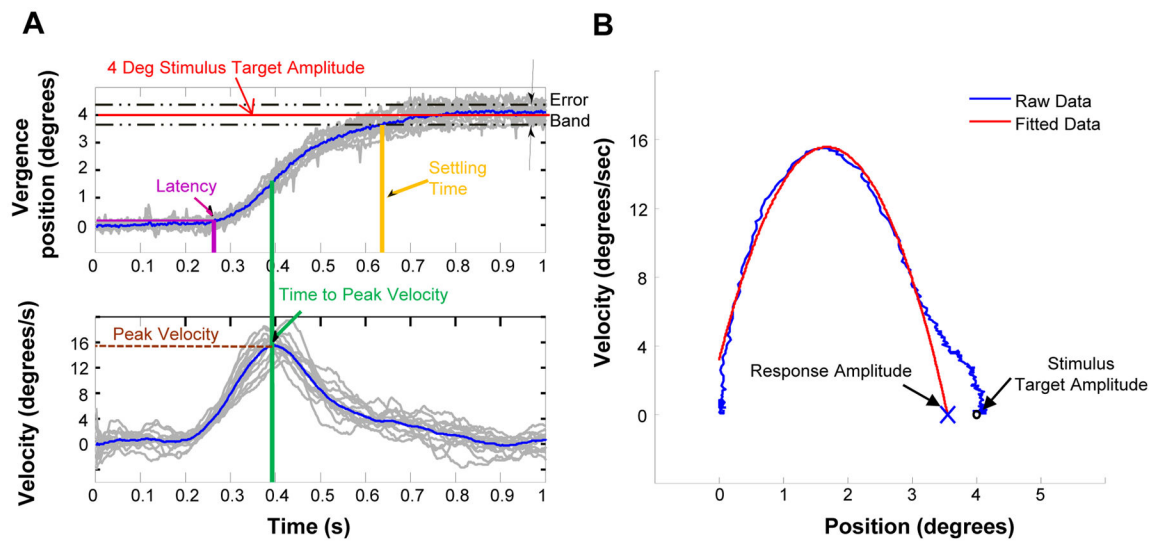 A
4 Deg Stimulus Target Amplitude
Error
Band
Latency
Settling
Time
Vergence
position (degrees)
4
3
2
1
0
0 0.1 0.2 0.3 0.4 0.5 0.6 0.7 0.8 0.9 1
Time to Peak Velocity
Peak Velocity
Velocity (degrees/s)
16
12
8
4
0
0 0.1 0.2 0.3 0.4 0.5 0.6 0.7 0.8 0.9 1
Time (s)
B
Raw Data
Fitted Data
Velocity (degrees/sec)
16
12
8
4
0
Response Amplitude
Stimulus
Target Amplitude
0 1 2 3 4 5
Position (degrees)